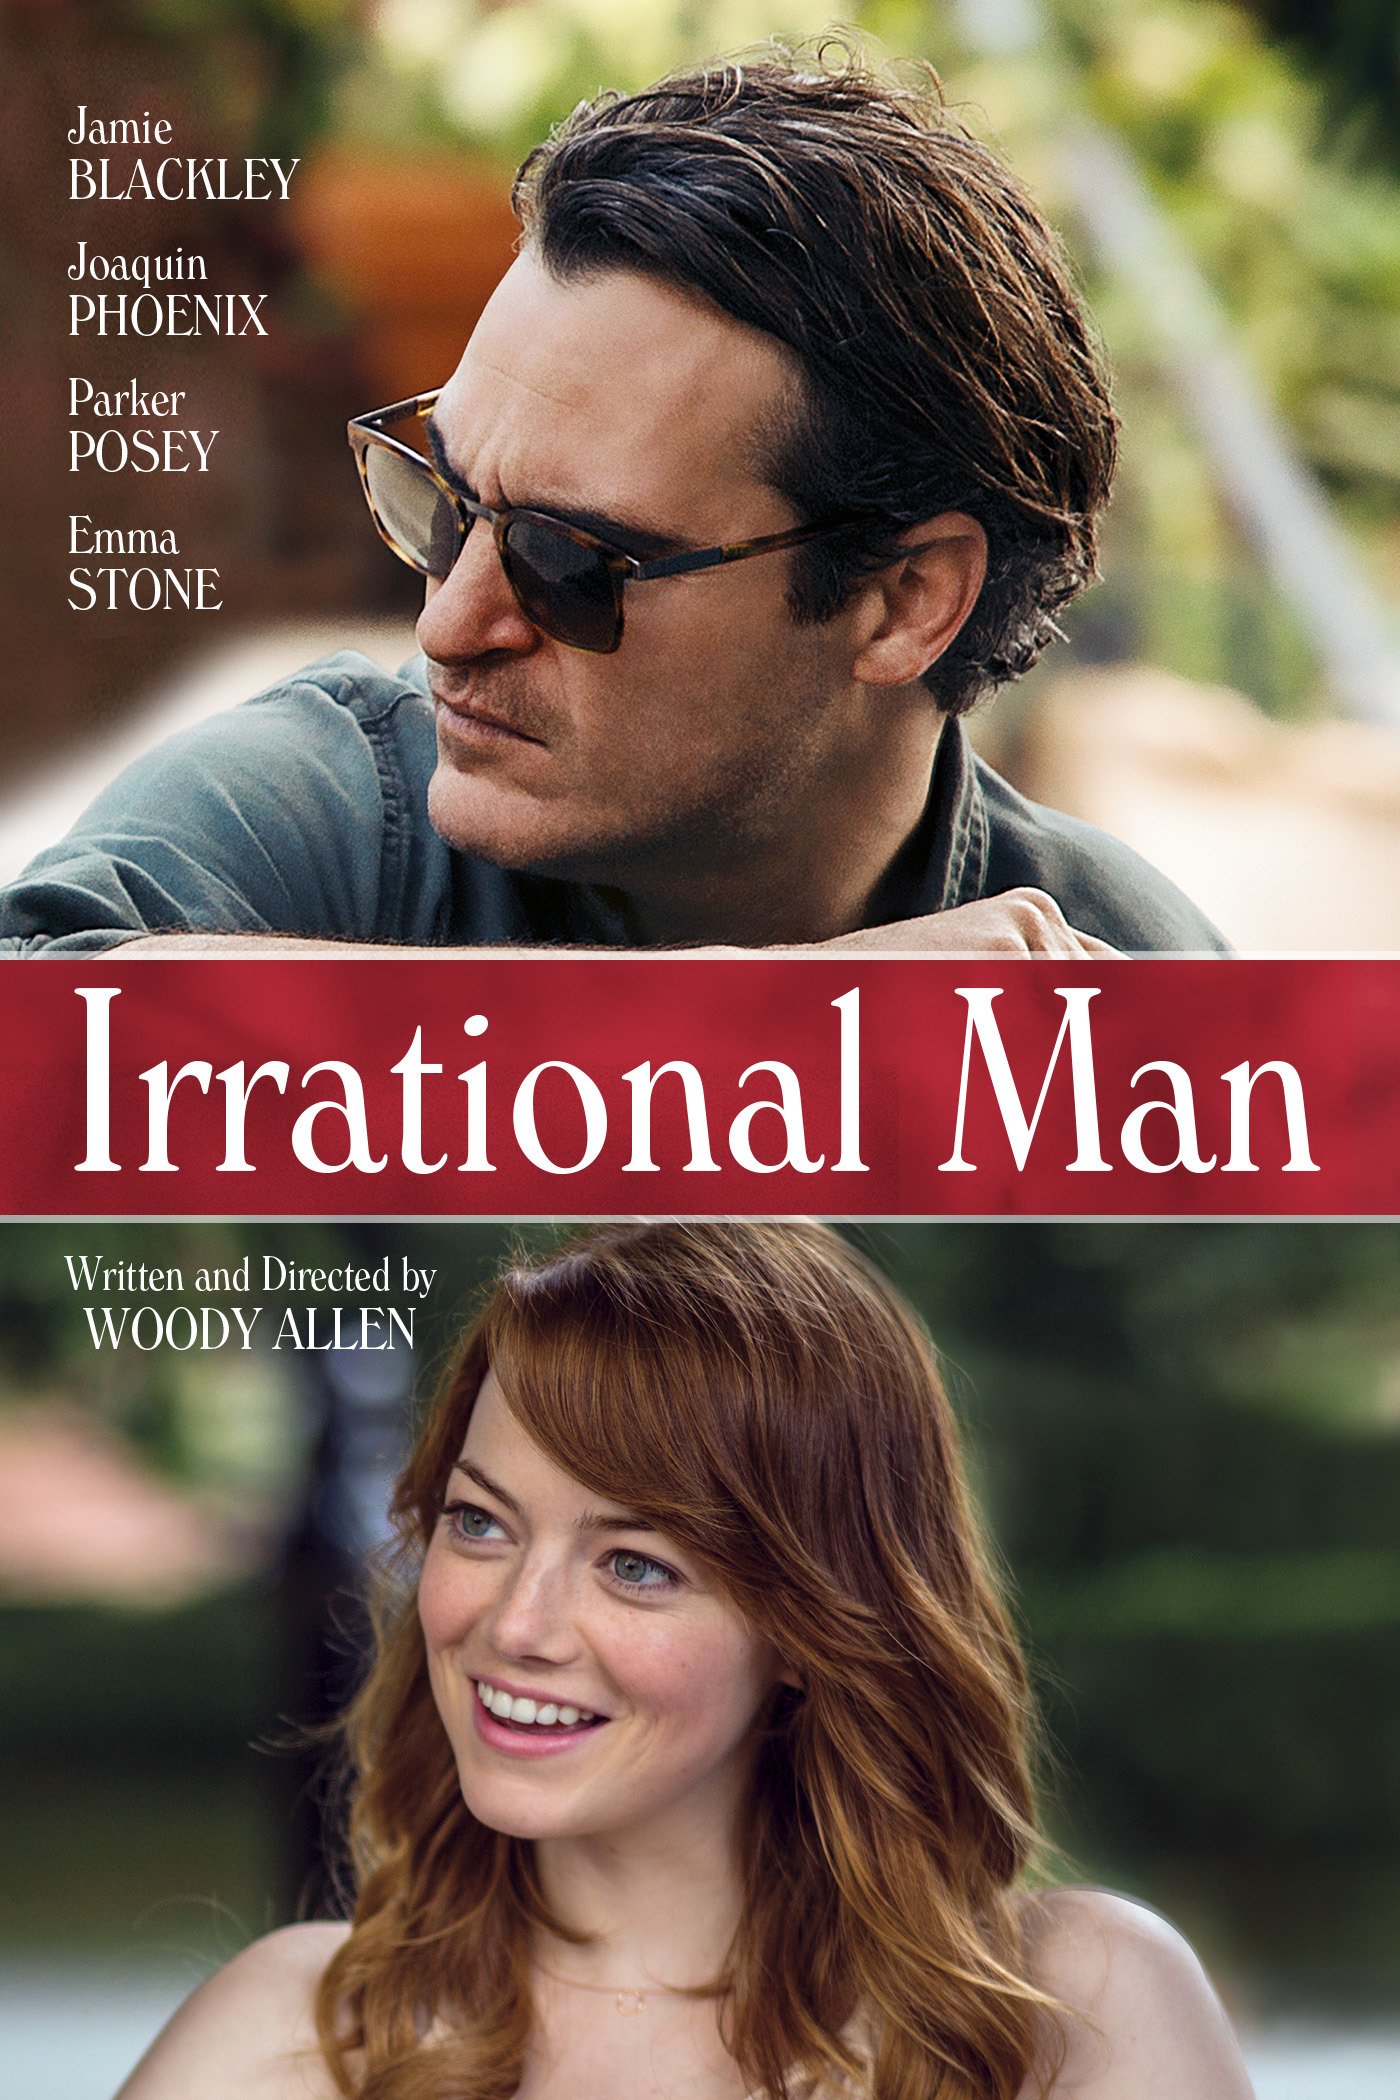 Jamie
BLACKLEY
Joaquin
PHOENIX
Parker
POSEY
Emma
STONE
Irrational Man
Written and Directed by
WOODY ALLEN